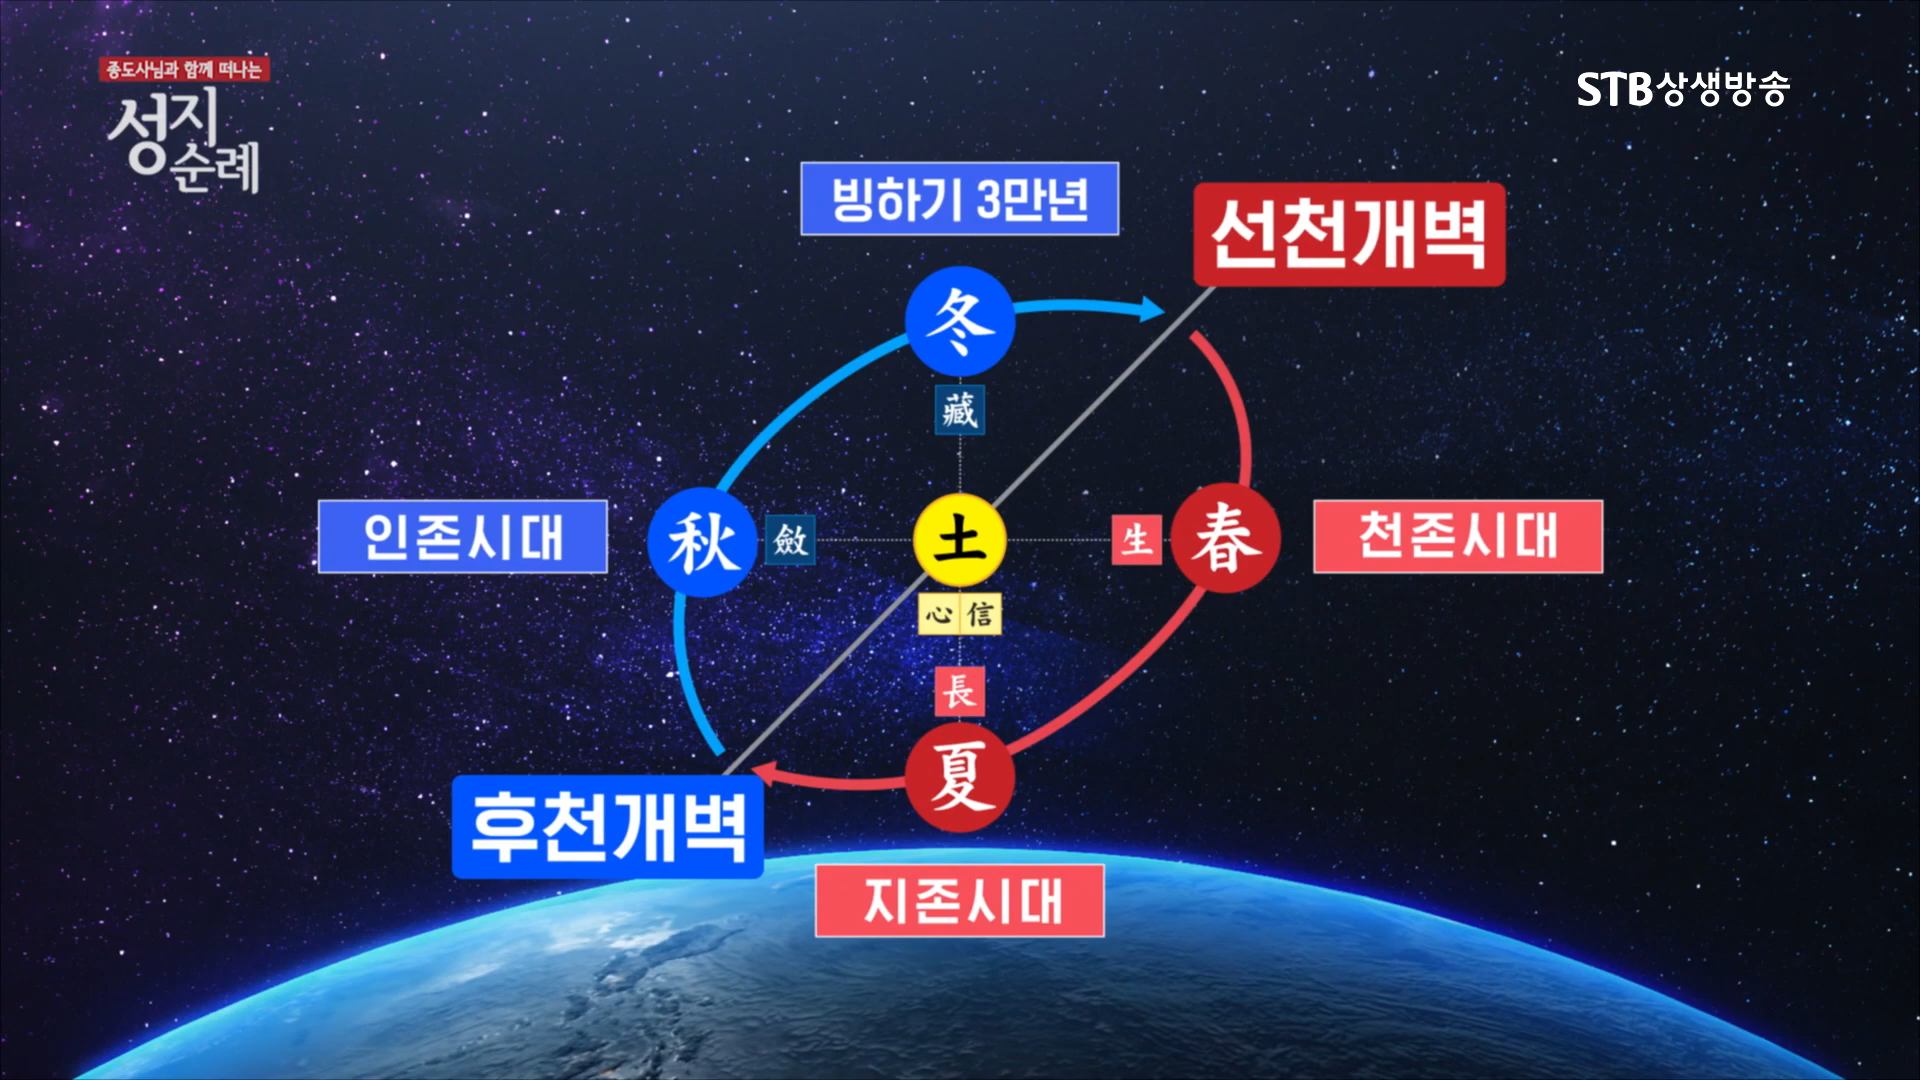 종도사님과 함께 떠나는
성지
순례
STB상생방송
빙하기 3만년
선천개벽
冬
藏
인존시대
秋
斂
土
生
春
천존시대
心 信
長
夏
후천개벽
지존시대